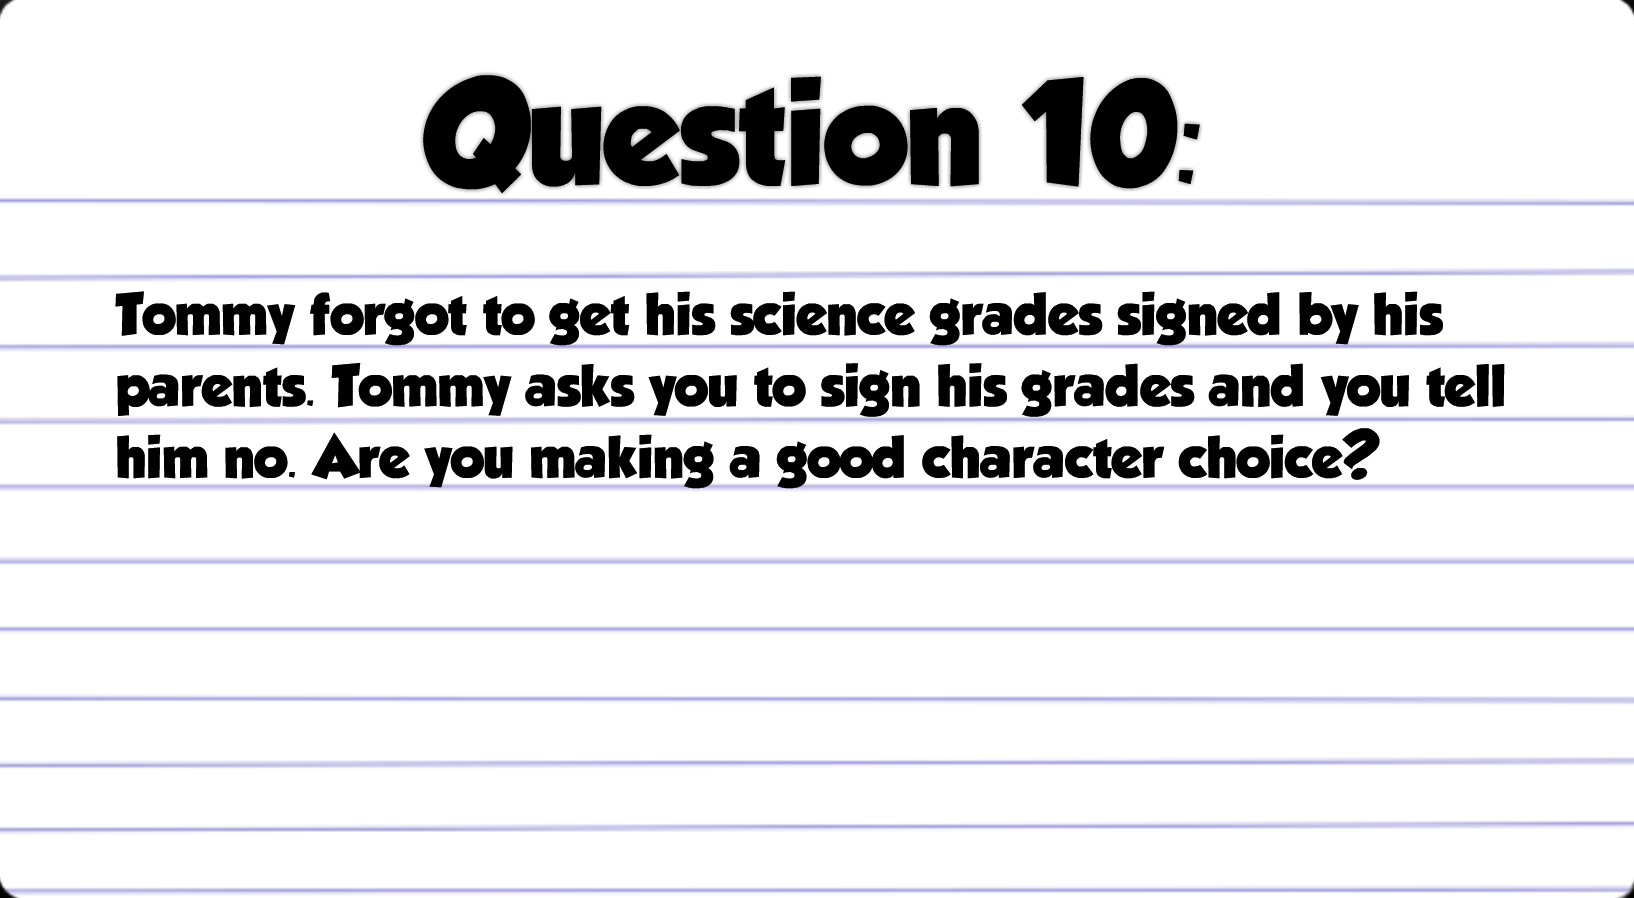 Question 10:
Tommy forgot to get his science grades signed by his
parents. Tommy asks you to sign his grades and you tell
him no. Are you making a good character choice?